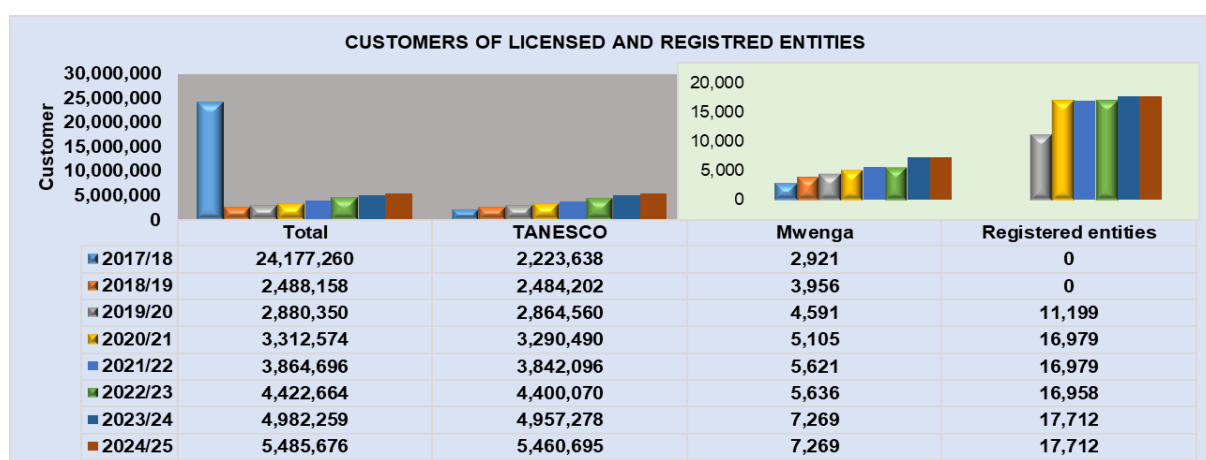 CUSTOMERS OF LICENSED AND REGISTRED ENTITIES
Customer
30,000,000
25,000,000
20,000,000
15,000,000
10,000,000
5,000,000
0
20,000
15,000
10,000
5,000
0
Total TANESCO Mwenga Registered entities
2017/18 24,177,260 2,223,638 2,921 0
2018/19 2,488,158 2,484,202 3,956 0
2019/20 2,880,350 2,864,560 4,591 11,199
2020/21 3,312,574 3,290,490 5,105 16,979
2021/22 3,864,696 3,842,096 5,621 16,979
2022/23 4,422,664 4,400,070 5,636 16,958
2023/24 4,982,259 4,957,278 7,269 17,712
2024/25 5,485,676 5,460,695 7,269 17,712